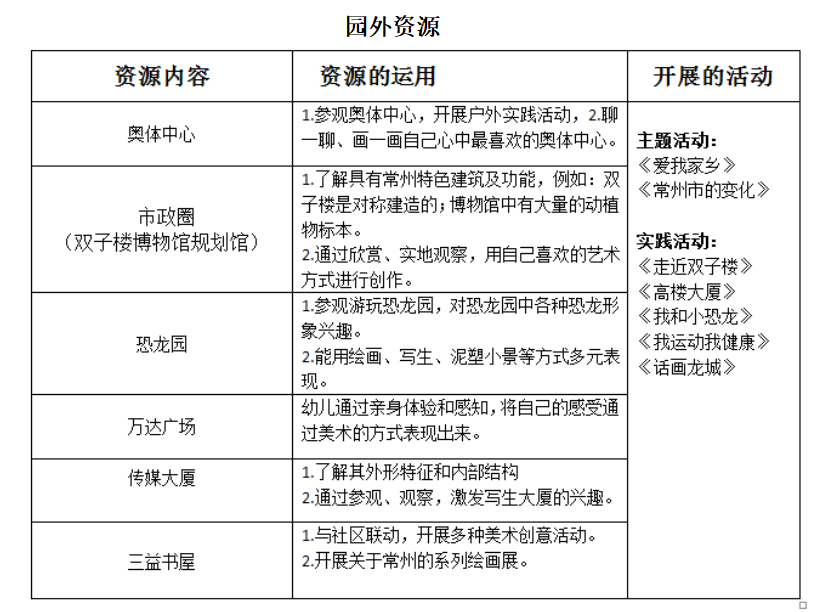 园外资源
资源内容
资源的运用
开展的活动
奥体中心
1.参观奥体中心，开展户外实践活动，2.聊
一聊、画一画自己心中最喜欢的奥体中心。
市政圈
（双子楼博物馆规划馆）
1.了解具有常州特色建筑及功能，例如：双
子楼是对称建造的；博物馆中有大量的动植
物标本。
2.通过欣赏、实地观察，用自己喜欢的艺术
方式进行创作。
恐龙园
1.参观游玩恐龙园，对恐龙园中各种恐龙形
象兴趣。
2.能用绘画、写生、泥塑小景等方式多元表
现。
万达广场
幼儿通过亲身体验和感知，将自己的感受通
过美术的方式表现出来。
传媒大厦
1.了解其外形特征和内部结构
2.通过参观、观察，激发写生大厦的兴趣。
三益书屋
1.与社区联动，开展多种美术创意活动。
2.开展关于常州的系列绘画展。
主题活动：
《爱我家乡》
《常州市的变化》
实践活动：
《走近双子楼》
《高楼大厦》
《我和小恐龙》
《我运动我健康》
《话画龙城》